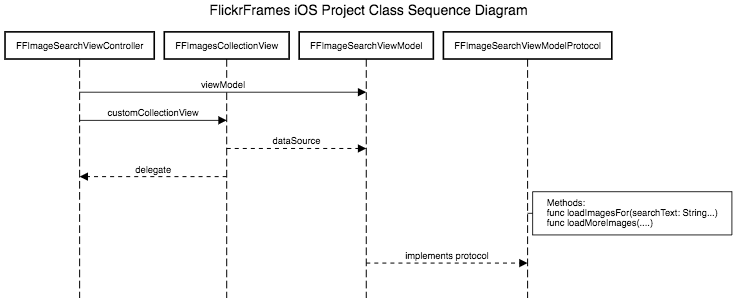 FlickrFrames iOS Project Class Sequence Diagram
FFImageSearchViewController
FFImagesCollectionView
FFImageSearchViewModel
FFImageSearchViewModelProtocol
viewModel
customCollectionView
dataSource
delegate
Methods:
func loadImagesFor(searchText: String...)
func loadMoreImages(....)
implements protocol